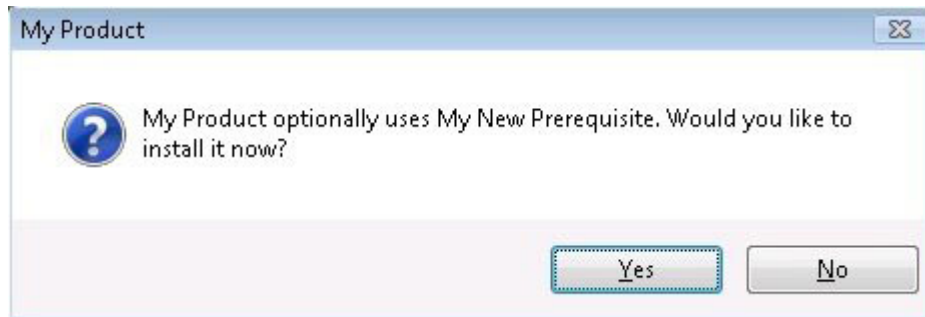 My Product
My Product optionally uses My New Prerequisite. Would you like to
install it now?
Yes
No